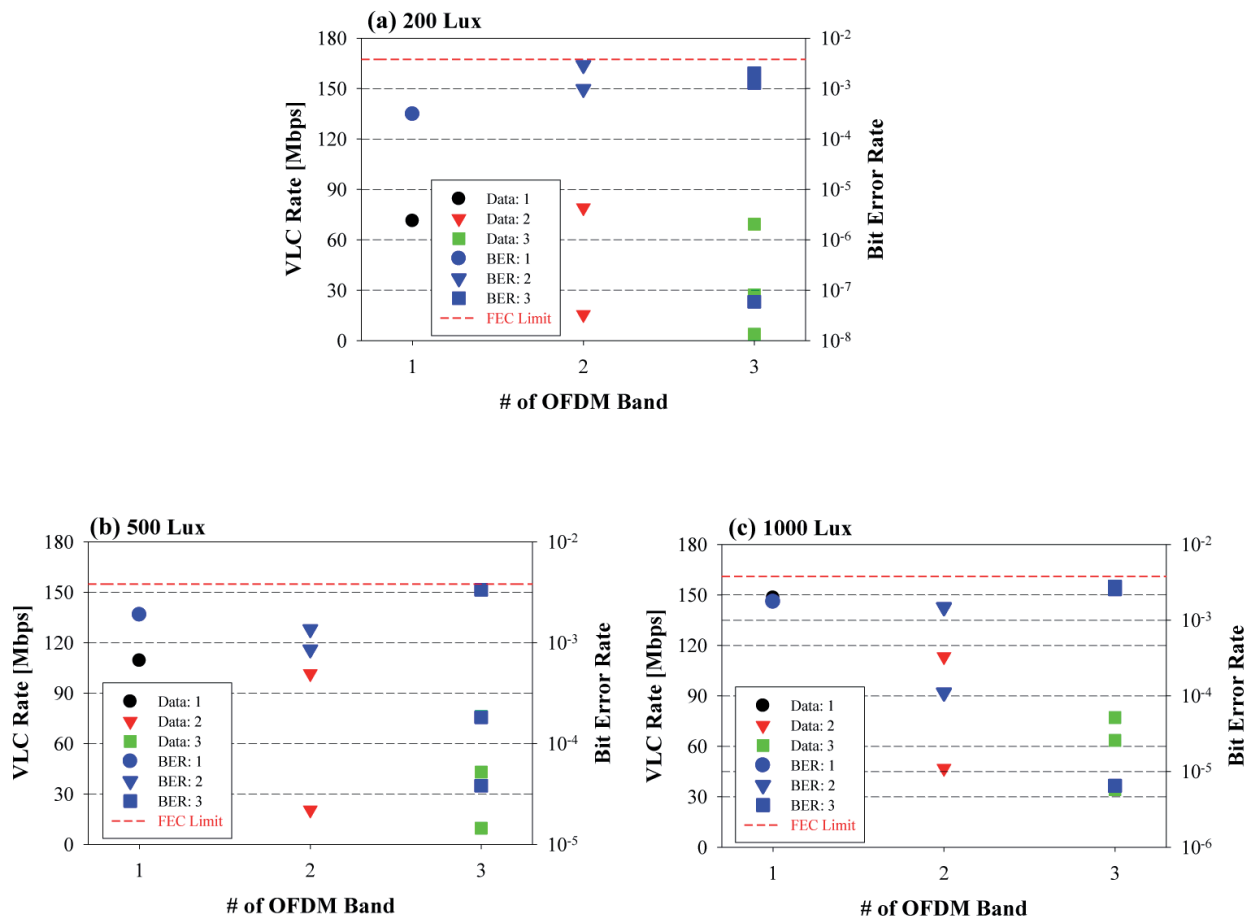 (a) 200 Lux
180
150
120
90
60
30
0
10-2
10-3
10-4
10-5
10-6
10-7
10-8
VLC Rate [Mbps]
Bit Error Rate
Data: 1
Data: 2
Data: 3
BER: 1
BER: 2
BER: 3
FEC Limit
1 2 3
# of OFDM Band
(b) 500 Lux
180
150
120
90
60
30
0
10-2
10-3
10-4
10-5
VLC Rate [Mbps]
Bit Error Rate
Data: 1
Data: 2
Data: 3
BER: 1
BER: 2
BER: 3
FEC Limit
1 2 3
# of OFDM Band
(c) 1000 Lux
180
150
120
90
60
30
0
10-2
10-3
10-4
10-5
10-6
VLC Rate [Mbps]
Bit Error Rate
Data: 1
Data: 2
Data: 3
BER: 1
BER: 2
BER: 3
FEC Limit
1 2 3
# of OFDM Band